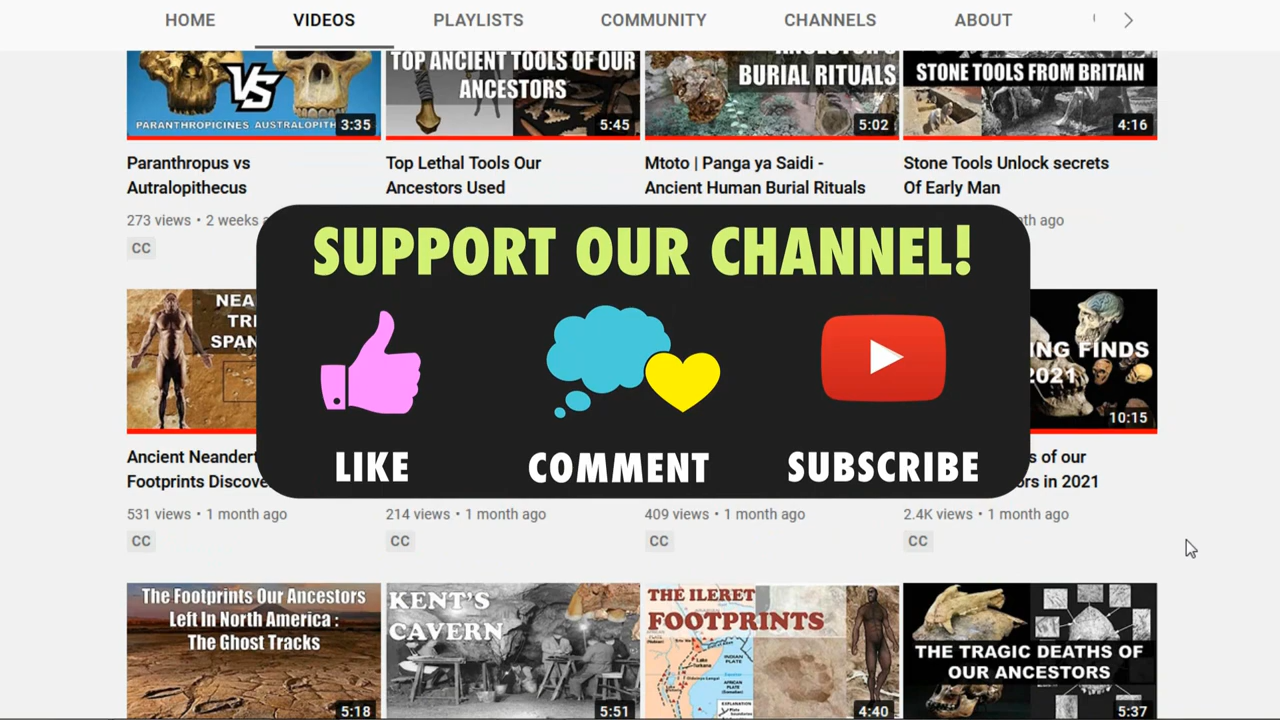 HOME VIDEOS PLAYLISTS COMMUNITY CHANNELS ABOUT
TOP ANCIENT TOOLS OF OUR
ANCESTORS
BURIAL RITUALS
STONE TOOLS FROM BRITAIN
VS
3:35
5:45
5:02
4:16
Paranthropus vs
Autralopithecus
Top Lethal Tools Our
Ancestors Used
Mtoto | Panga ya Saidi -
Ancient Human Burial Rituals
Stone Tools Unlock secrets
Of Early Man
273 views • 2 weeks
CC
SUPPORT OUR CHANNEL!
LIKE
COMMENT
SUBSCRIBE
FINDS
2021
10:15
Ancient
Footprints
of our
in 2021
531 views • 1 month ago
214 views • 1 month ago
409 views • 1 month ago
2.4K views • 1 month ago
CC
CC
CC
CC
The Footprints Our Ancestors
Left In North America :
The Ghost Tracks
5:18
KENT'S
CAVERN
5:51
THE ILERET
FOOTPRINTS
4:40
THE TRAGIC DEATHS OF
OUR ANCESTORS
5:37